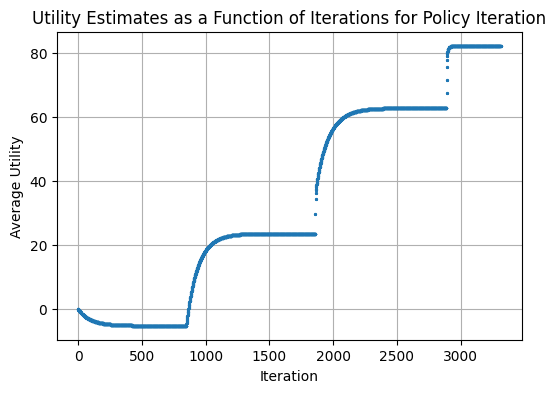 Utility Estimates as a Function of Iterations for Policy Iteration
80
60
40
20
0
Average Utility
0 500 1000 1500 2000 2500 3000
Iteration